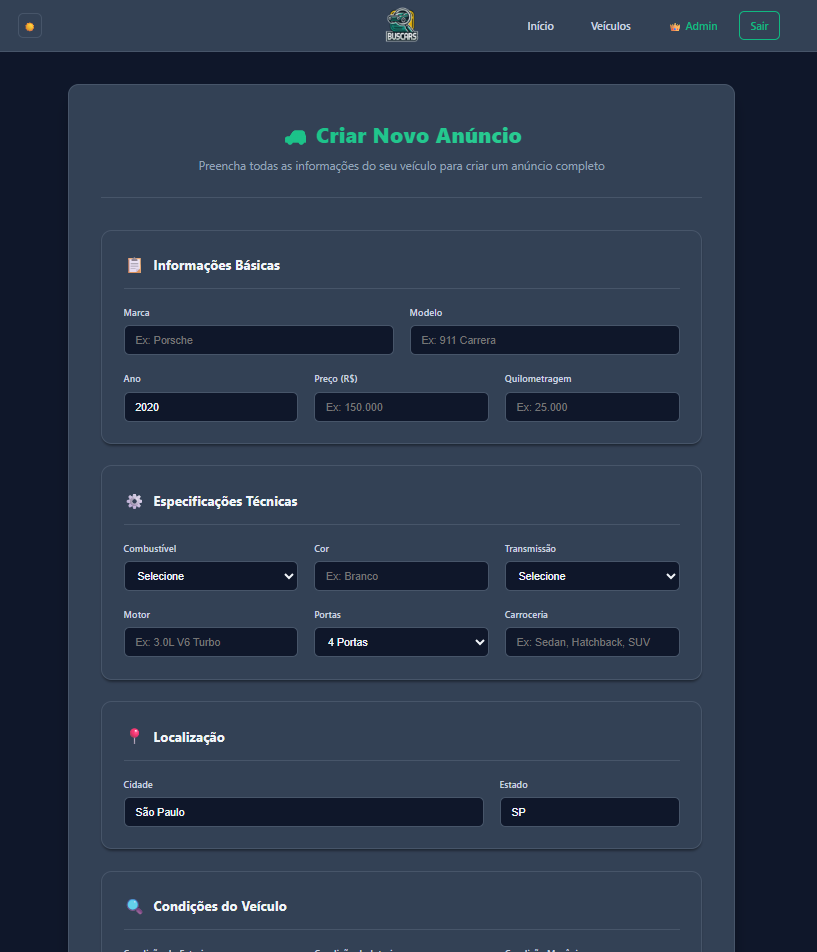 BUSCARS
Início Veículos Admin Sair
Criar Novo Anúncio
Preencha todas as informações do seu veículo para criar um anúncio completo
Informações Básicas
Marca Modelo
Ex: Porsche Ex: 911 Carrera
Ano Preço (R$) Quilometragem
2020 Ex: 150.000 Ex: 25.000
Especificações Técnicas
Combustível Cor Transmissão
Selecione Ex: Branco Selecione
Motor Portas Carroceria
Ex: 3.0L V6 Turbo 4 Portas Ex: Sedan, Hatchback, SUV
Localização
Cidade Estado
São Paulo SP
Condições do Veículo